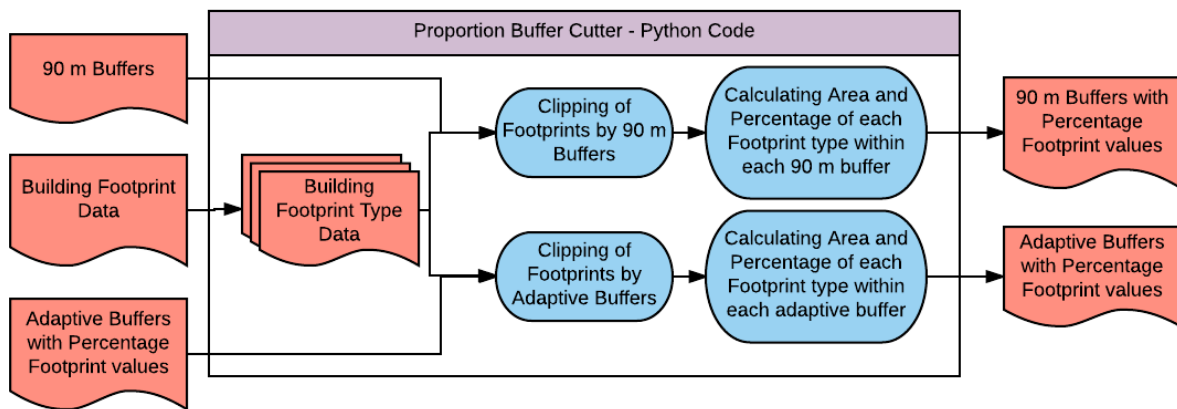 Proportion Buffer Cutter - Python Code
90 m Buffers
Building Footprint
Data
Adaptive Buffers
with Percentage
Footprint values
Building
Footprint Type
Data
Clipping of
Footprints by 90 m
Buffers
Calculating Area and
Percentage of each
Footprint type within
each 90 m buffer
90 m Buffers with
Percentage
Footprint values
Clipping of
Footprints by
Adaptive Buffers
Calculating Area and
Percentage of each
Footprint type within
each adaptive buffer
Adaptive Buffers
with Percentage
Footprint values